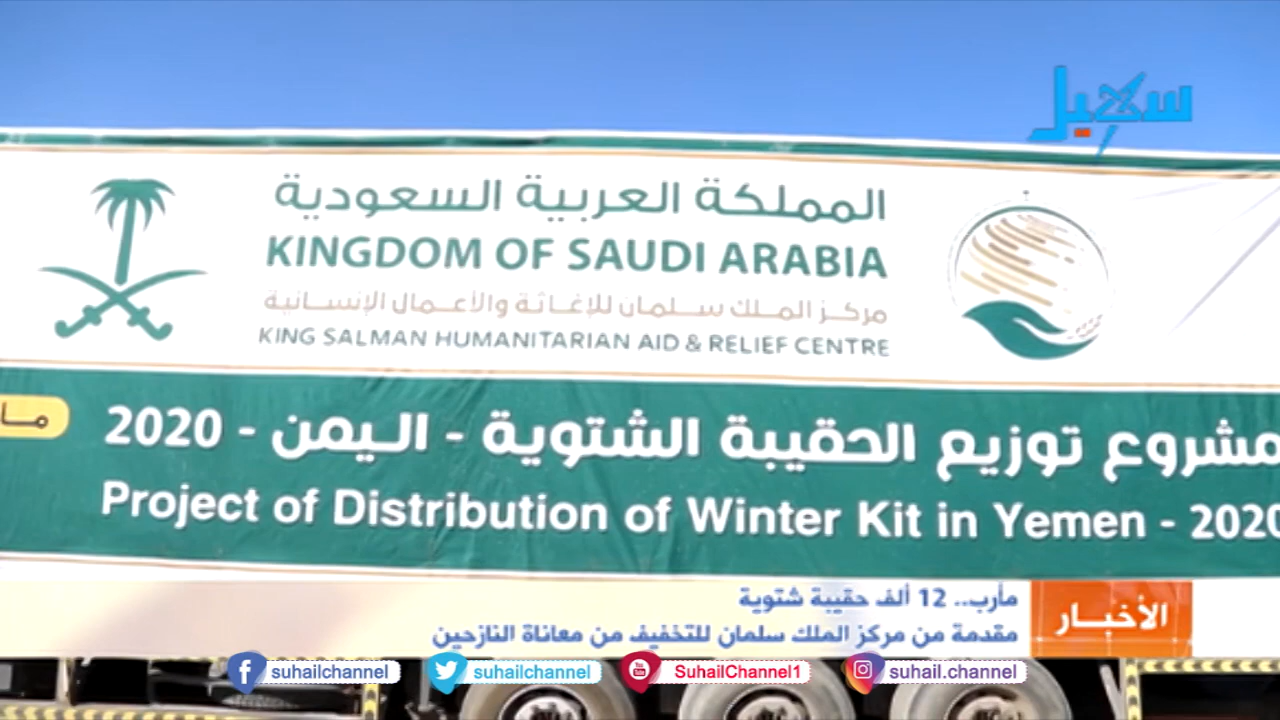 سهيل
المملكة العربية السعودية
KINGDOM OF SAUDI ARABIA
مركز الملك سلمان للإغاثة والأعمال الإنسانية
KING SALMAN HUMANITARIAN AID & RELIEF CENTRE
مشروع توزيع الحقيبة الشتوية - اليمن - 2020
Project of Distribution of Winter Kit in Yemen - 2020
الأخبار
مأرب.. 12 ألف حقيبة شتوية
مقدمة من مركز الملك سلمان للتخفيف من معاناة النازحين
suhailchannel
suhailchannel
SuhailChannel1
suhail.channel